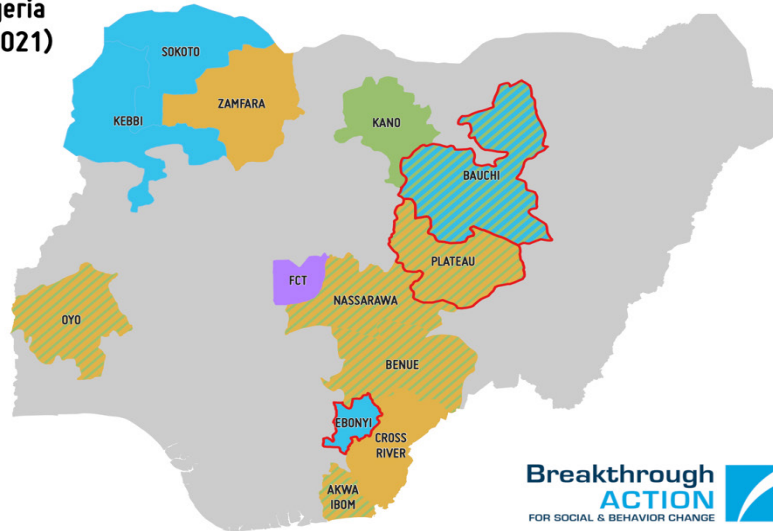 geria
021)
SOKOTO
ZAMFARA
KEBBI
KANO
BAUCHI
PLATEAU
FCT
NASSARAWA
OYO
BENUE
EBONYI
CROSS
RIVER
AKWA
IBOM
Breakthrough
ACTION
FOR SOCIAL & BEHAVIOR CHANGE